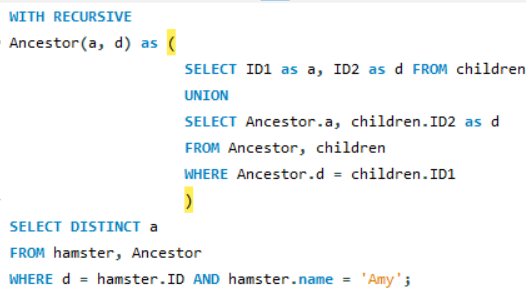 WITH RECURSIVE
Ancestor(a, d) as (
SELECT ID1 as a, ID2 as d FROM children
UNION
SELECT Ancestor.a, children.ID2 as d
FROM Ancestor, children
WHERE Ancestor.d = children.ID1
)
SELECT DISTINCT a
FROM hamster, Ancestor
WHERE d = hamster.ID AND hamster.name = 'Amy';